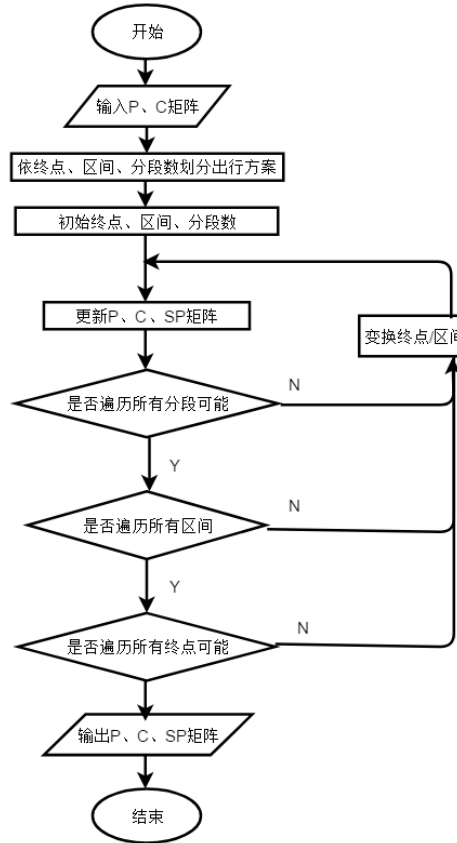 开始
输入P、C矩阵
依终点、区间、分段数划分出行方案
初始终点、区间、分段数
更新P、C、SP矩阵
变换终点/区间
是否遍历所有分段可能
N
Y
是否遍历所有区间
N
Y
是否遍历所有终点可能
N
输出P、C、SP矩阵
结束